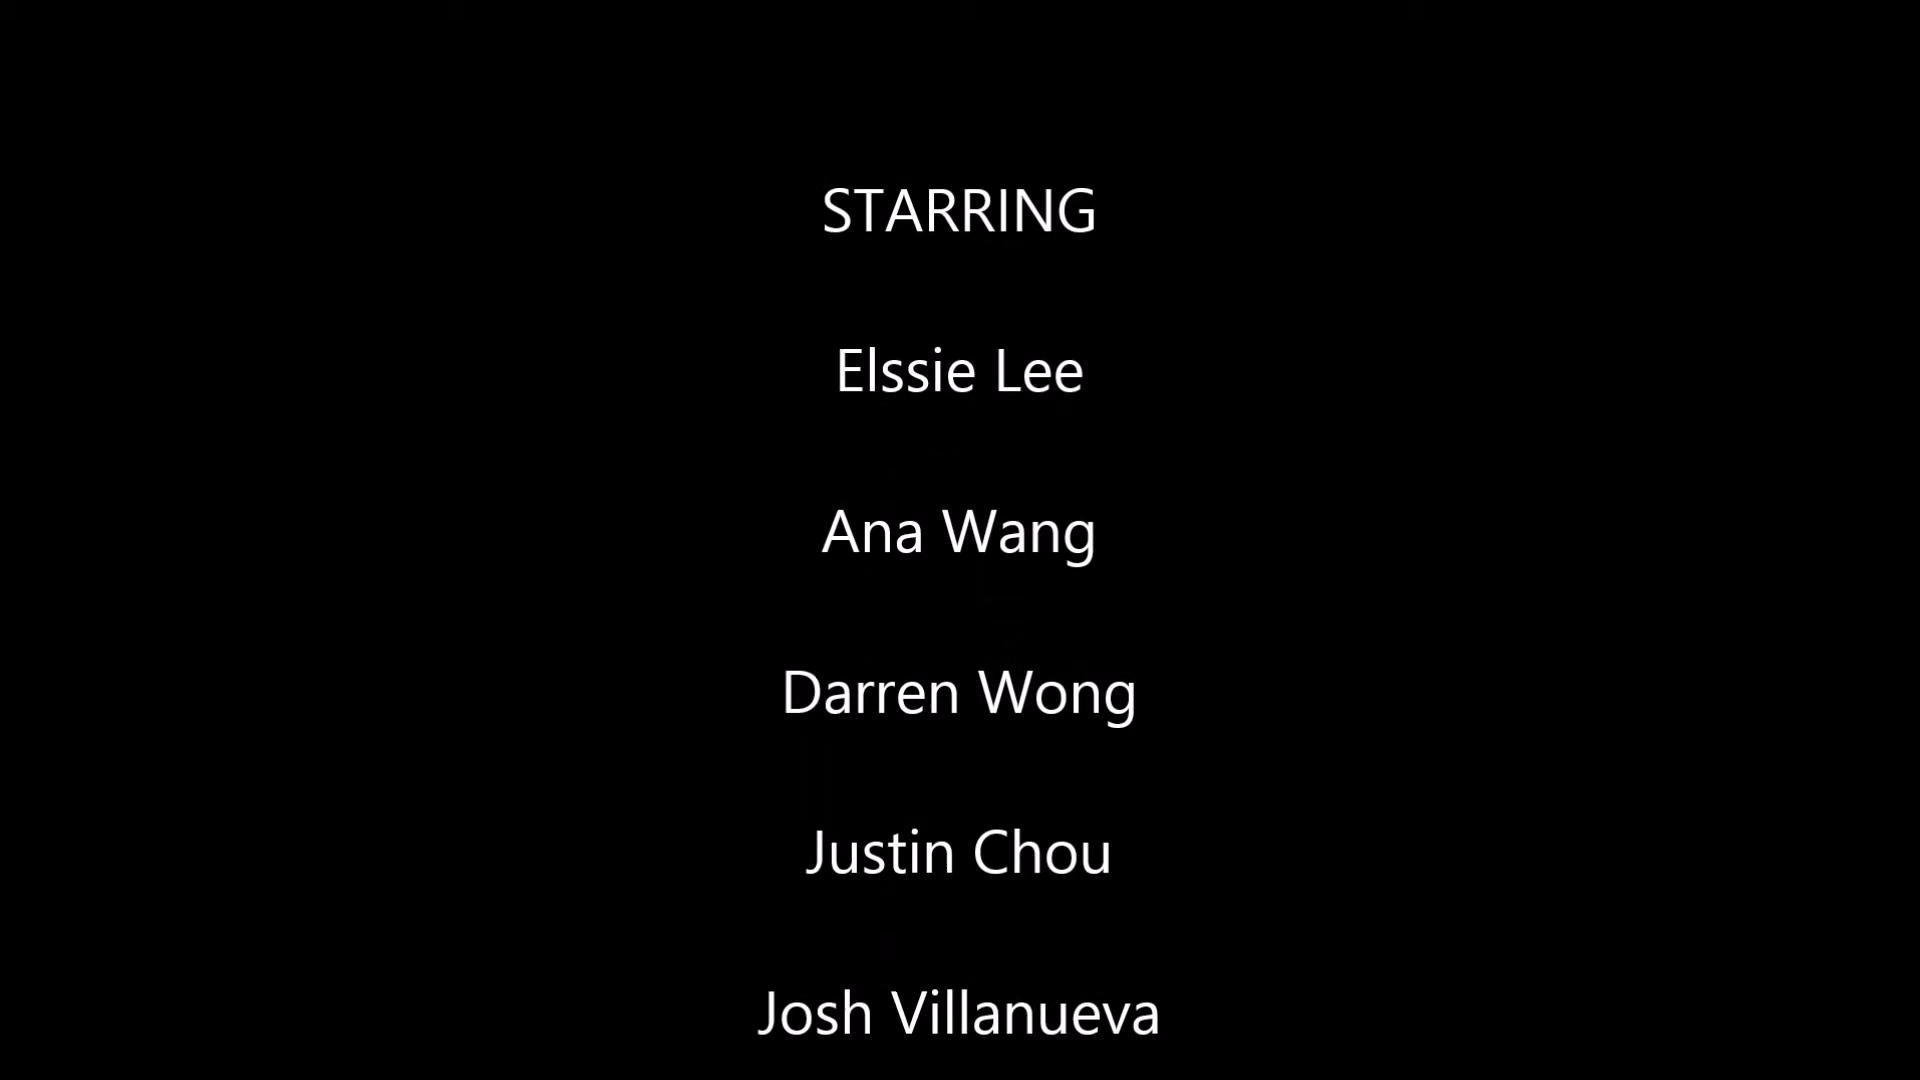 STARRING
Elssie Lee
Ana Wang
Darren Wong
Justin Chou
Josh Villanueva